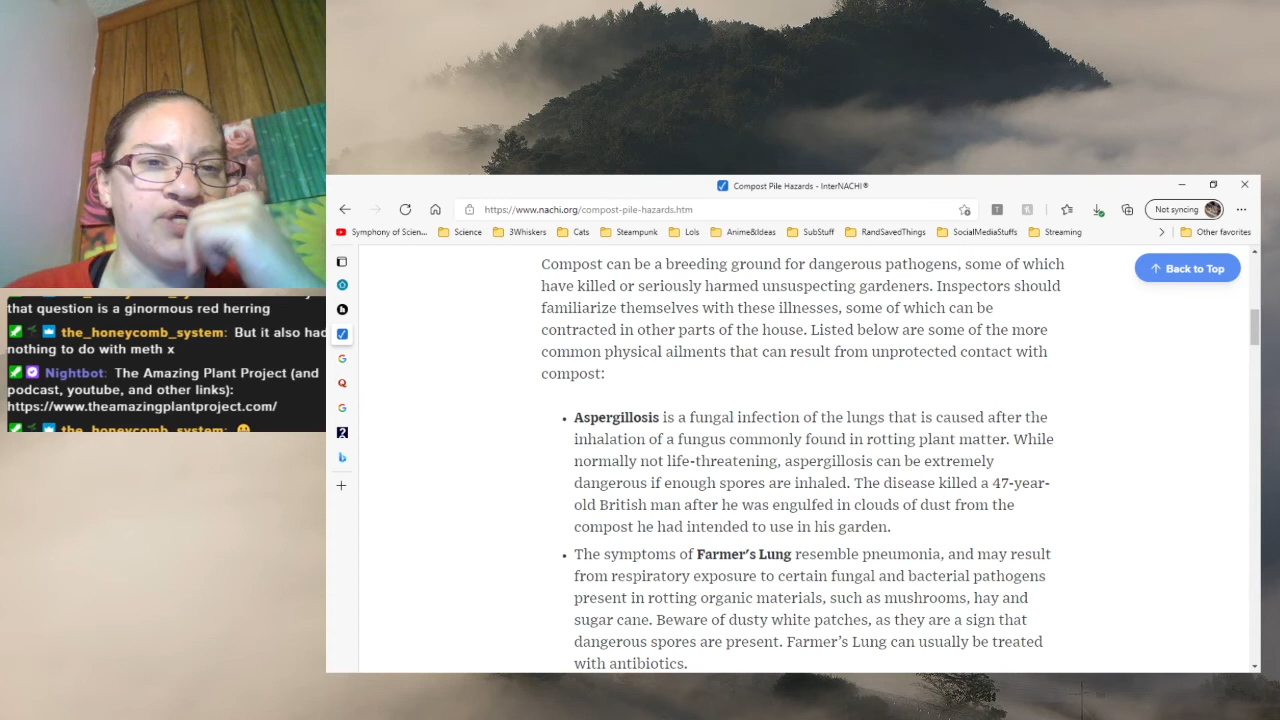 that question is a ginormous red herring
the_honeycomb_system: But it also had
nothing to do with meth x
Nightbot: The Amazing Plant Project (and
podcast, youtube, and other links):
https://www.theamazingplantproject.com/
the_honeycomb_system:
Compost Pile Hazards - InterNACHI®
https://www.nachi.org/compost-pile-hazards.htm
Not syncing
Symphony of Scien...
Science
3Whiskers
Cats
Steampunk
Lols
Anime&Ideas
SubStuff
RandSavedThings
SocialMediaStuffs
Streaming
Other favorites
Back to Top
Compost can be a breeding ground for dangerous pathogens, some of which
have killed or seriously harmed unsuspecting gardeners. Inspectors should
familiarize themselves with these illnesses, some of which can be
contracted in other parts of the house. Listed below are some of the more
common physical ailments that can result from unprotected contact with
compost:
• Aspergillosis is a fungal infection of the lungs that is caused after the
inhalation of a fungus commonly found in rotting plant matter. While
normally not life-threatening, aspergillosis can be extremely
dangerous if enough spores are inhaled. The disease killed a 47-year-
old British man after he was engulfed in clouds of dust from the
compost he had intended to use in his garden.
• The symptoms of Farmer's Lung resemble pneumonia, and may result
from respiratory exposure to certain fungal and bacterial pathogens
present in rotting organic materials, such as mushrooms, hay and
sugar cane. Beware of dusty white patches, as they are a sign that
dangerous spores are present. Farmer's Lung can usually be treated
with antibiotics.